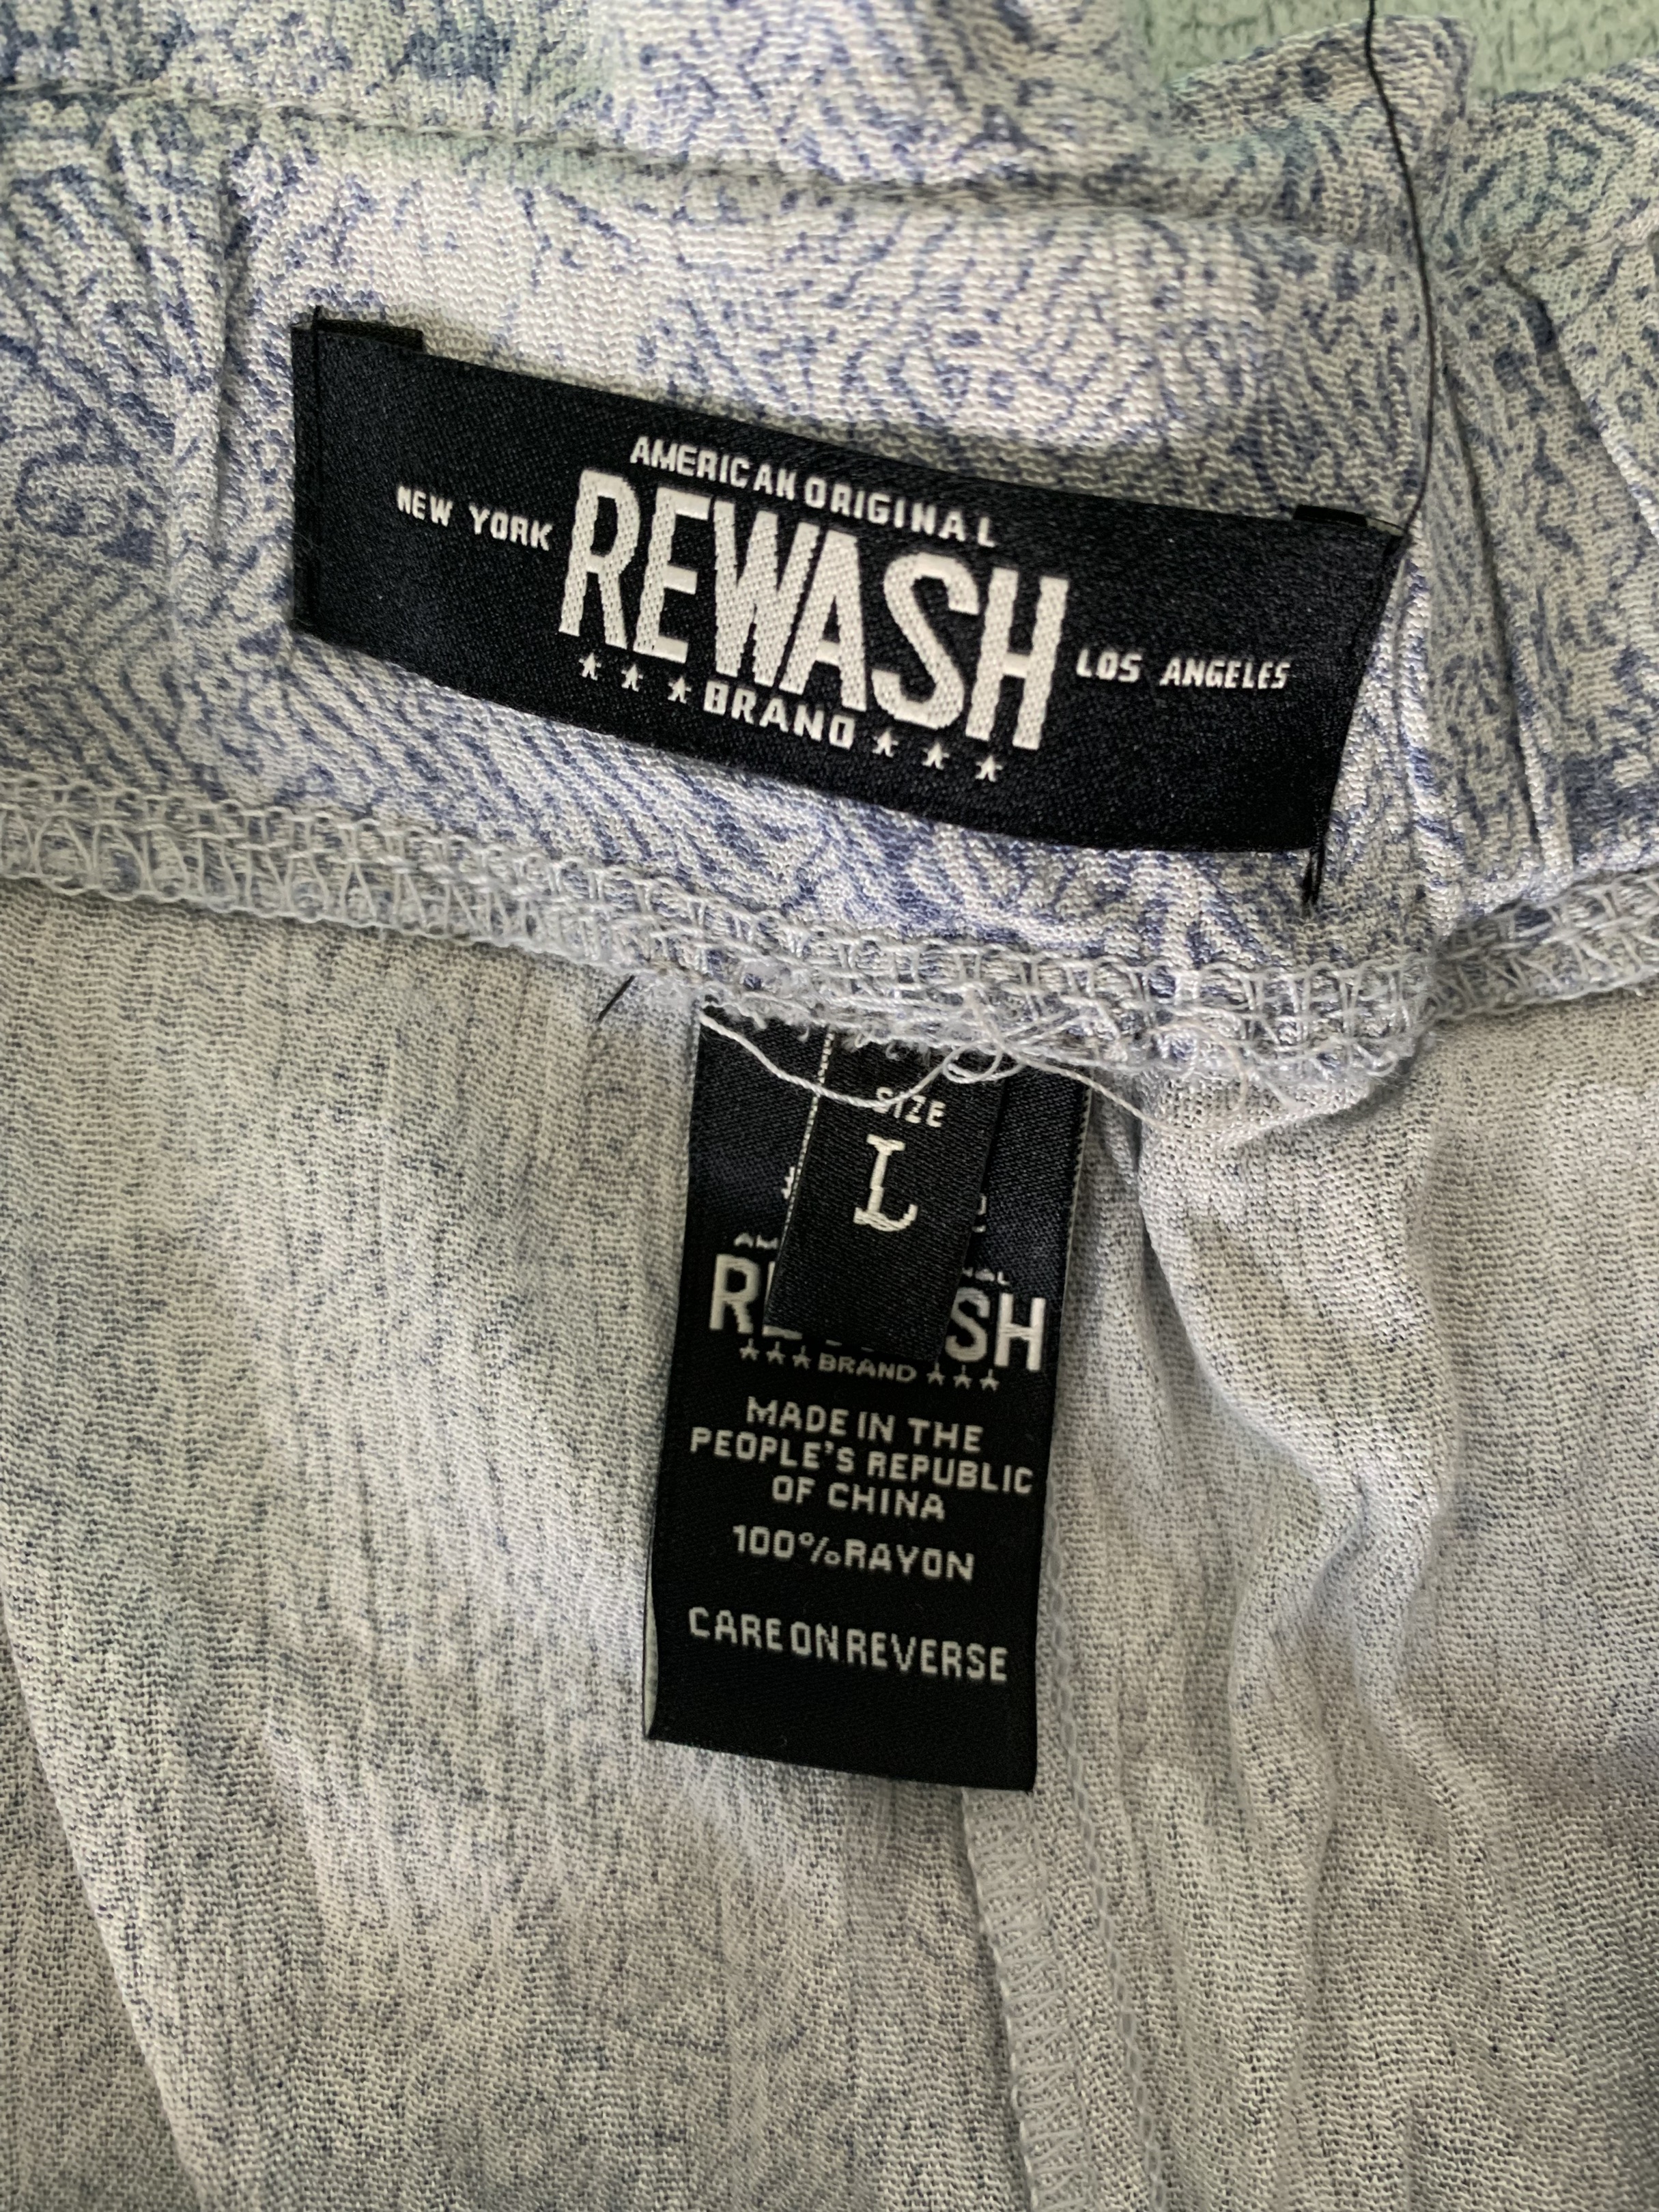 AMERICAN ORIGINAL
NEW YORK REWASH LOS ANGELES
★ ★ ★ BRAND ★ ★ ★
SIZE
L
★★★ BRAND ★★★
MADE IN THE
PEOPLE'S REPUBLIC
OF CHINA
100% RAYON
CARE ON REVERSE